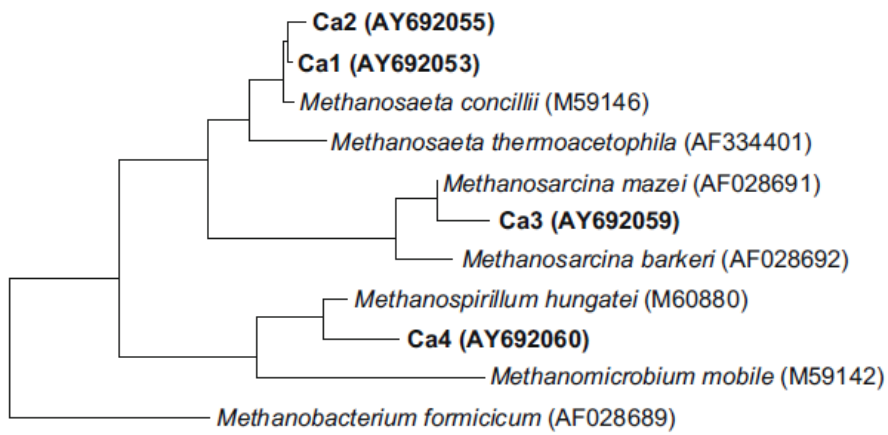 Ca2 (AY692055)
Ca1 (AY692053)
Methanosaeta concillii (M59146)
Methanosaeta thermoacetophila (AF334401)
Methanosarcina mazei (AF028691)
Ca3 (AY692059)
Methanosarcina barkeri (AF028692)
Methanospirillum hungatei (M60880)
Ca4 (AY692060)
Methanomicrobium mobile (M59142)
Methanobacterium formicicum (AF028689)